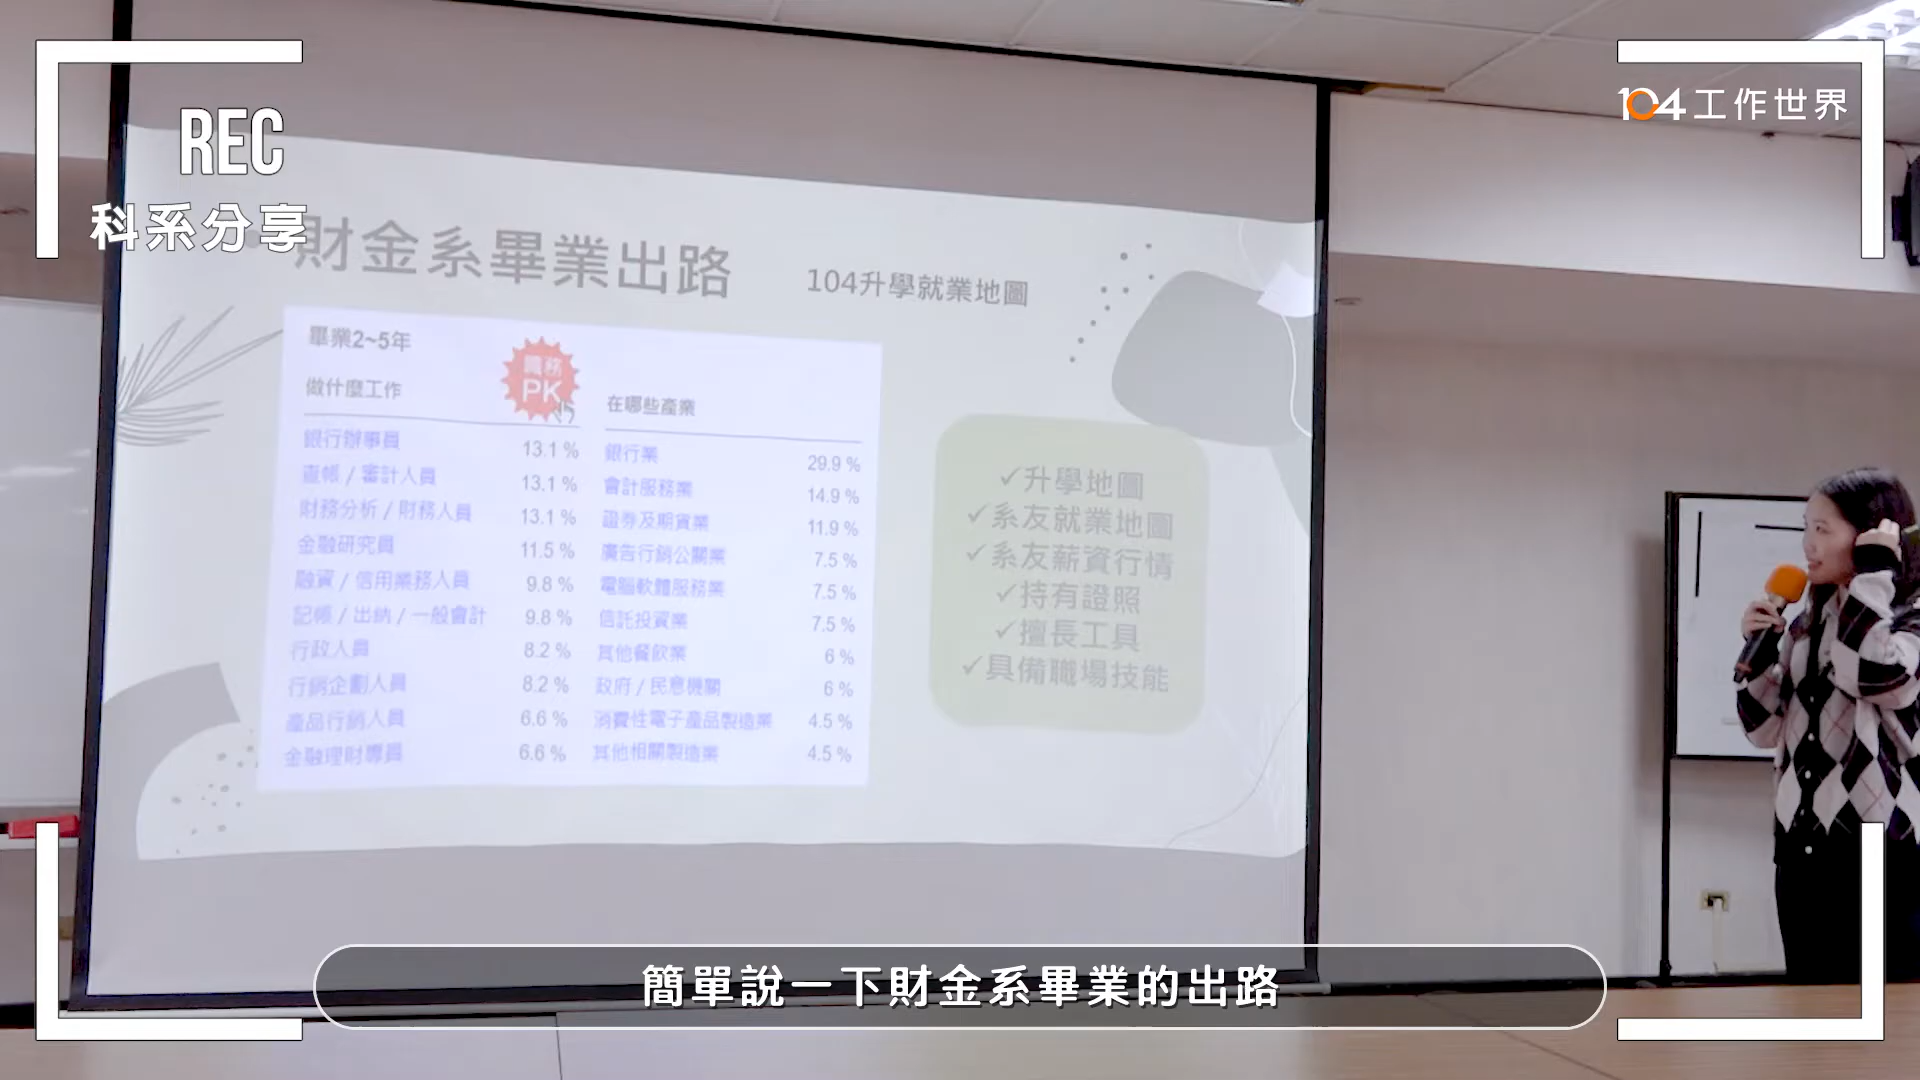 REC
科系分享
104工作世界
財金系畢業出路
104升學就業地圖
畢業2~5年
職務
PK
做什麼工作
在哪些產業
銀行辦事員 13.1 % 銀行業 29.9 %
查帳 / 審計人員 13.1 % 會計服務業 14.9 %
財務分析 / 財務人員 13.1 % 證券及期貨業 11.9 %
金融研究員 11.5 % 廣告行銷公關業 7.5 %
融資 / 信用業務人員 9.8 % 電腦軟體服務業 7.5 %
記帳 / 出納 / 一般會計 9.8 % 信託投資業 7.5 %
行政人員 8.2 % 其他餐飲業 6 %
行銷企劃人員 8.2 % 政府 / 民意機關 6 %
產品行銷人員 6.6 % 消費性電子產品製造業 4.5 %
金融理財專員 6.6 % 其他相關製造業 4.5 %
✓升學地圖
✓系友就業地圖
✓系友薪資行情
✓持有證照
✓擅長工具
✓具備職場技能
簡單說一下財金系畢業的出路